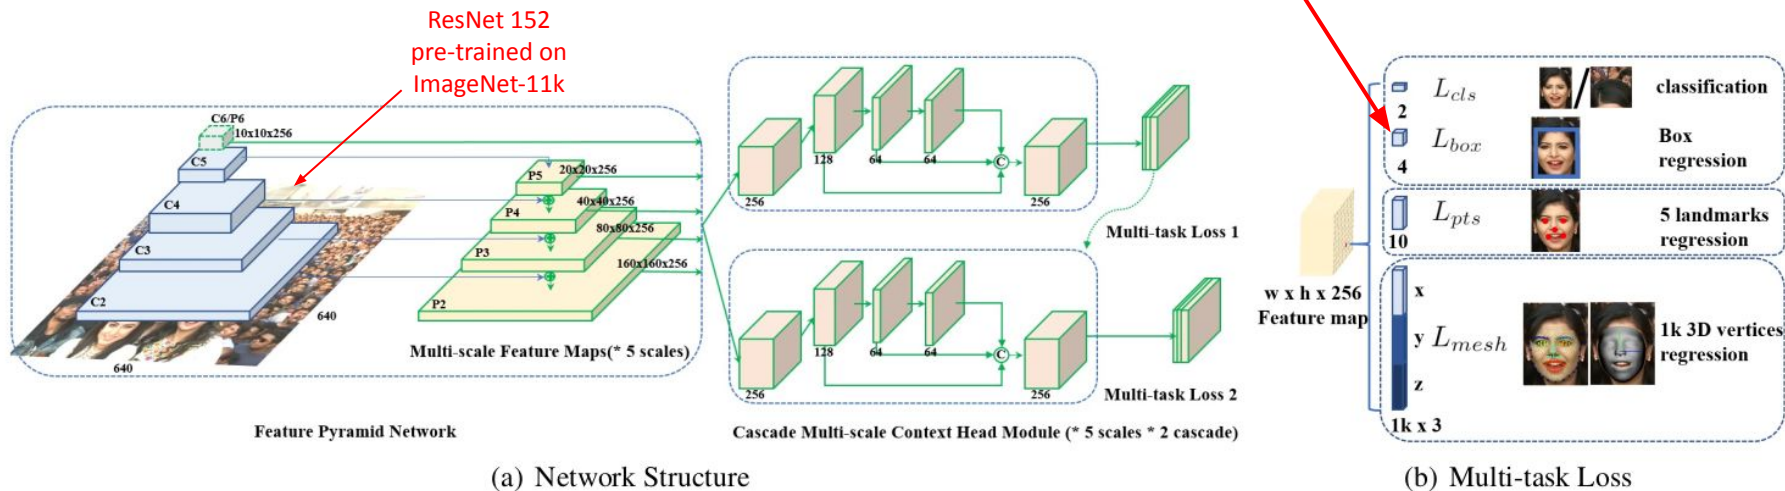 ResNet 152
pre-trained on
ImageNet-11k
C6/P6
10x10x256
C5
C4
C3
C2
640
640
P5
20x20x256
P4
40x40x256
P3
80x80x256
P2
160x160x256
Multi-scale Feature Maps(* 5 scales)
Feature Pyramid Network
256
128
64
64
C
256
Multi-task Loss 1
256
128
64
64
C
256
Multi-task Loss 2
Cascade Multi-scale Context Head Module (* 5 scales * 2 cascade)
(a) Network Structure
w x h x 256
Feature map
2
L_cls
classification
4
L_box
Box
regression
10
L_pts
5 landmarks
regression
x
y
z
L_mesh
1k 3D vertices
regression
1k x 3
(b) Multi-task Loss